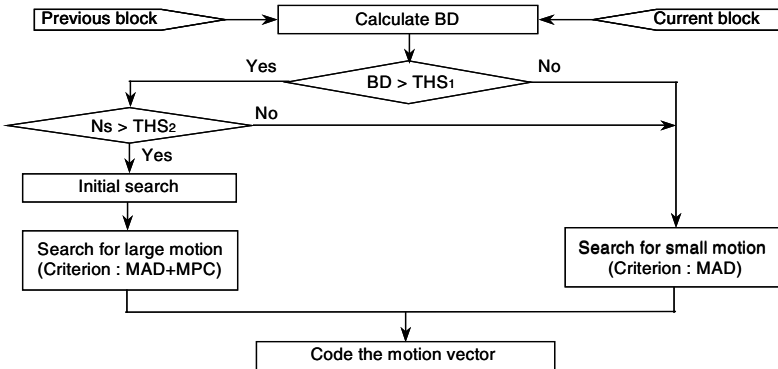 Previous block
Calculate BD
Current block
Yes
BD > THS1
No
Ns > THS2
No
Yes
Initial search
Search for large motion
(Criterion : MAD+MPC)
Search for small motion
(Criterion : MAD)
Code the motion vector